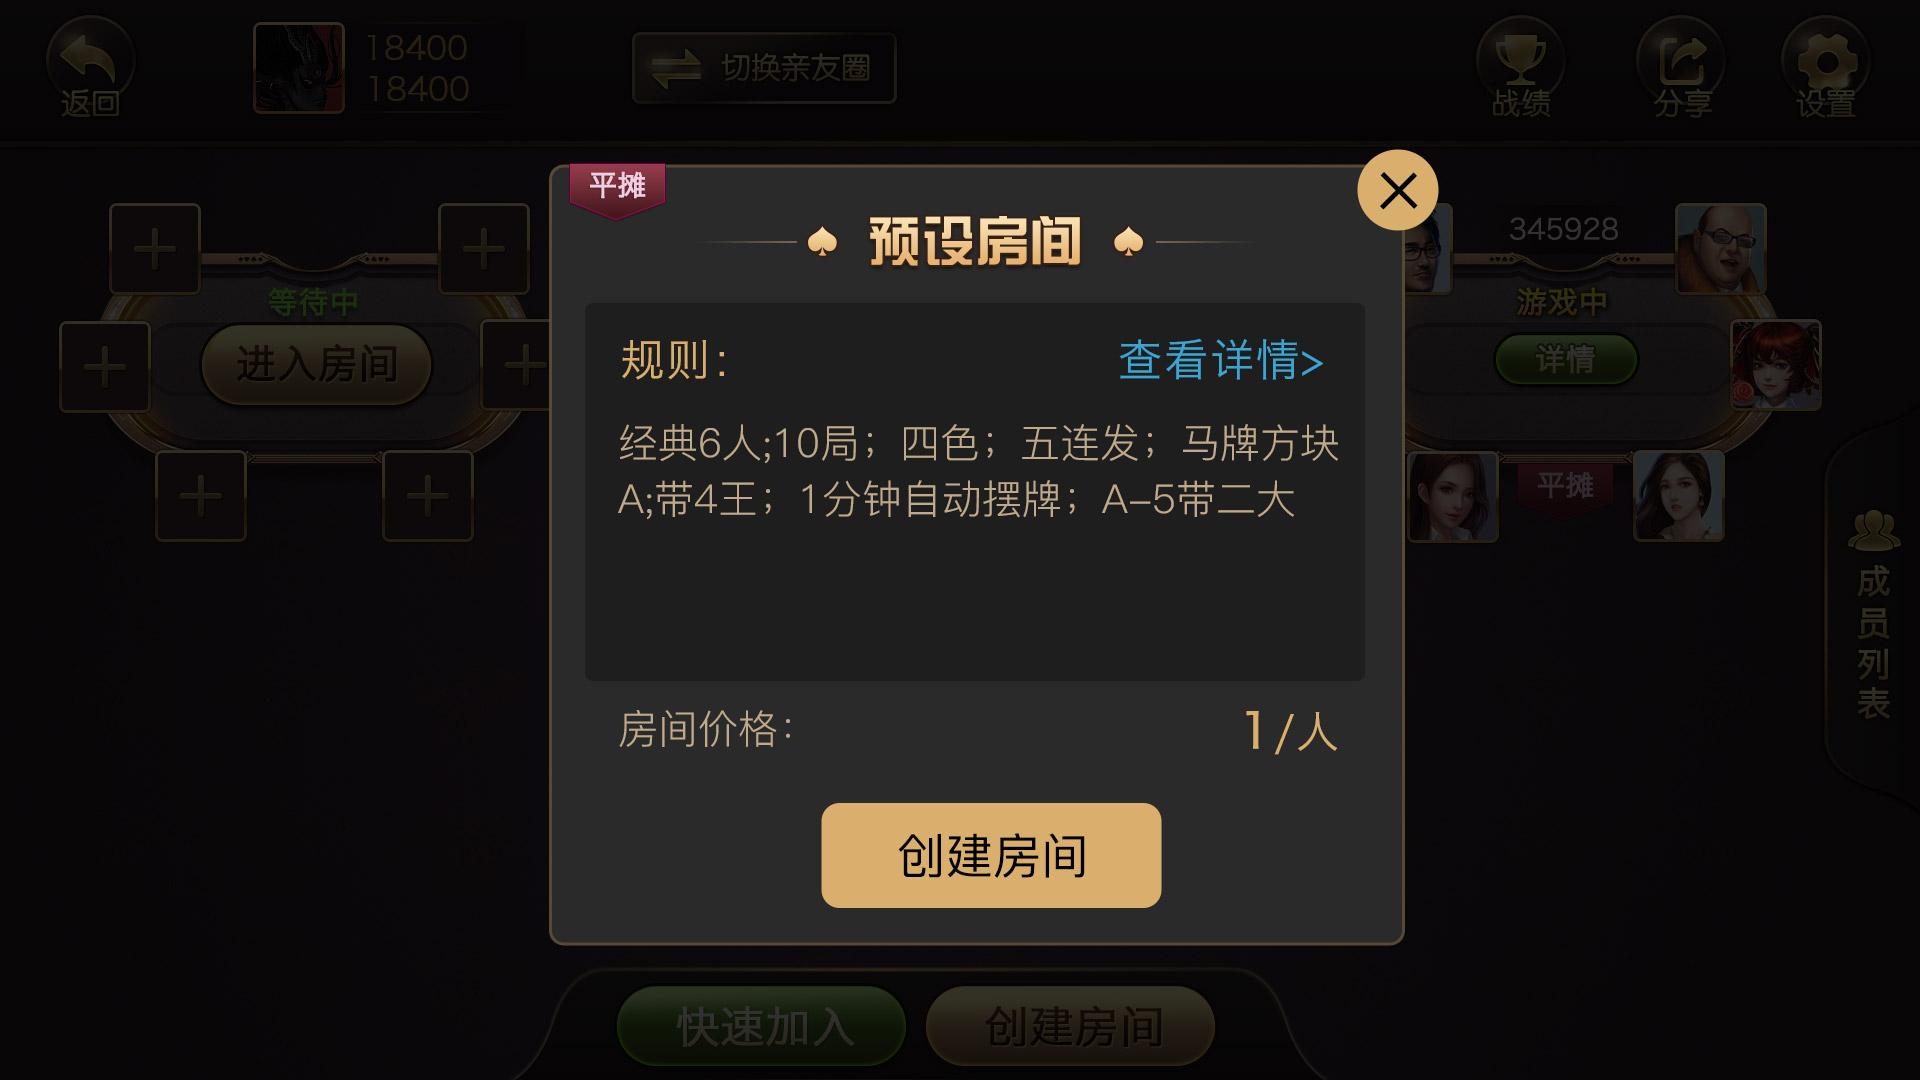 返回
18400
18400
切换亲友圈
战绩
分享
设置
平摊
预设房间
规则:
查看详情>
经典6人;10局；四色；五连发；马牌方块
A;带4王；1分钟自动摆牌；A-5带二大
房间价格:
1/人
创建房间
等待中
进入房间
345928
游戏中
详情
平摊
成员列表
快速加入
创建房间